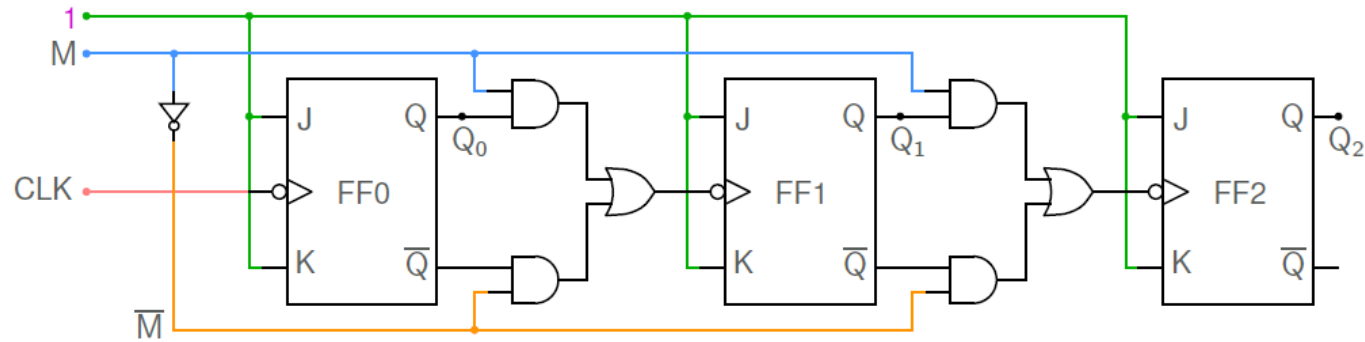 1
M
J Q Q₀ J Q Q₁ J Q Q₂
CLK FF0 FF1 FF2
K Q̅ K Q̅ K Q̅
M̅